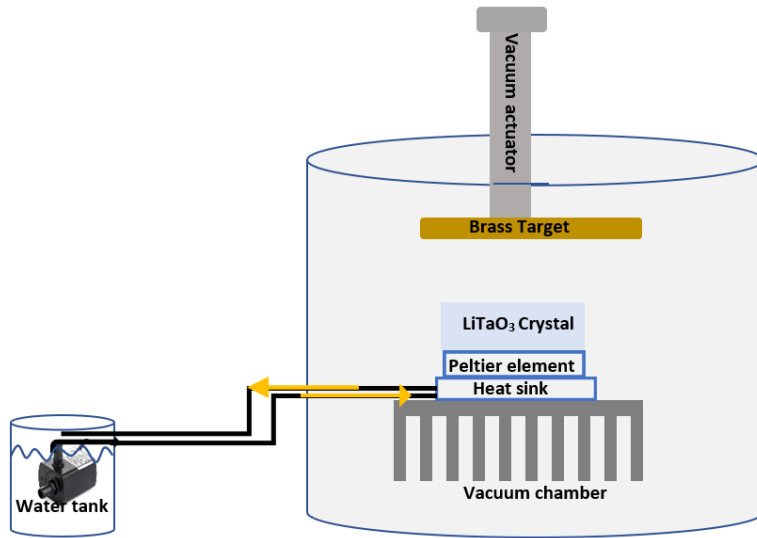 Vacuum actuator
Brass Target
LiTaO₃ Crystal
Peltier element
Heat sink
Vacuum chamber
Water tank